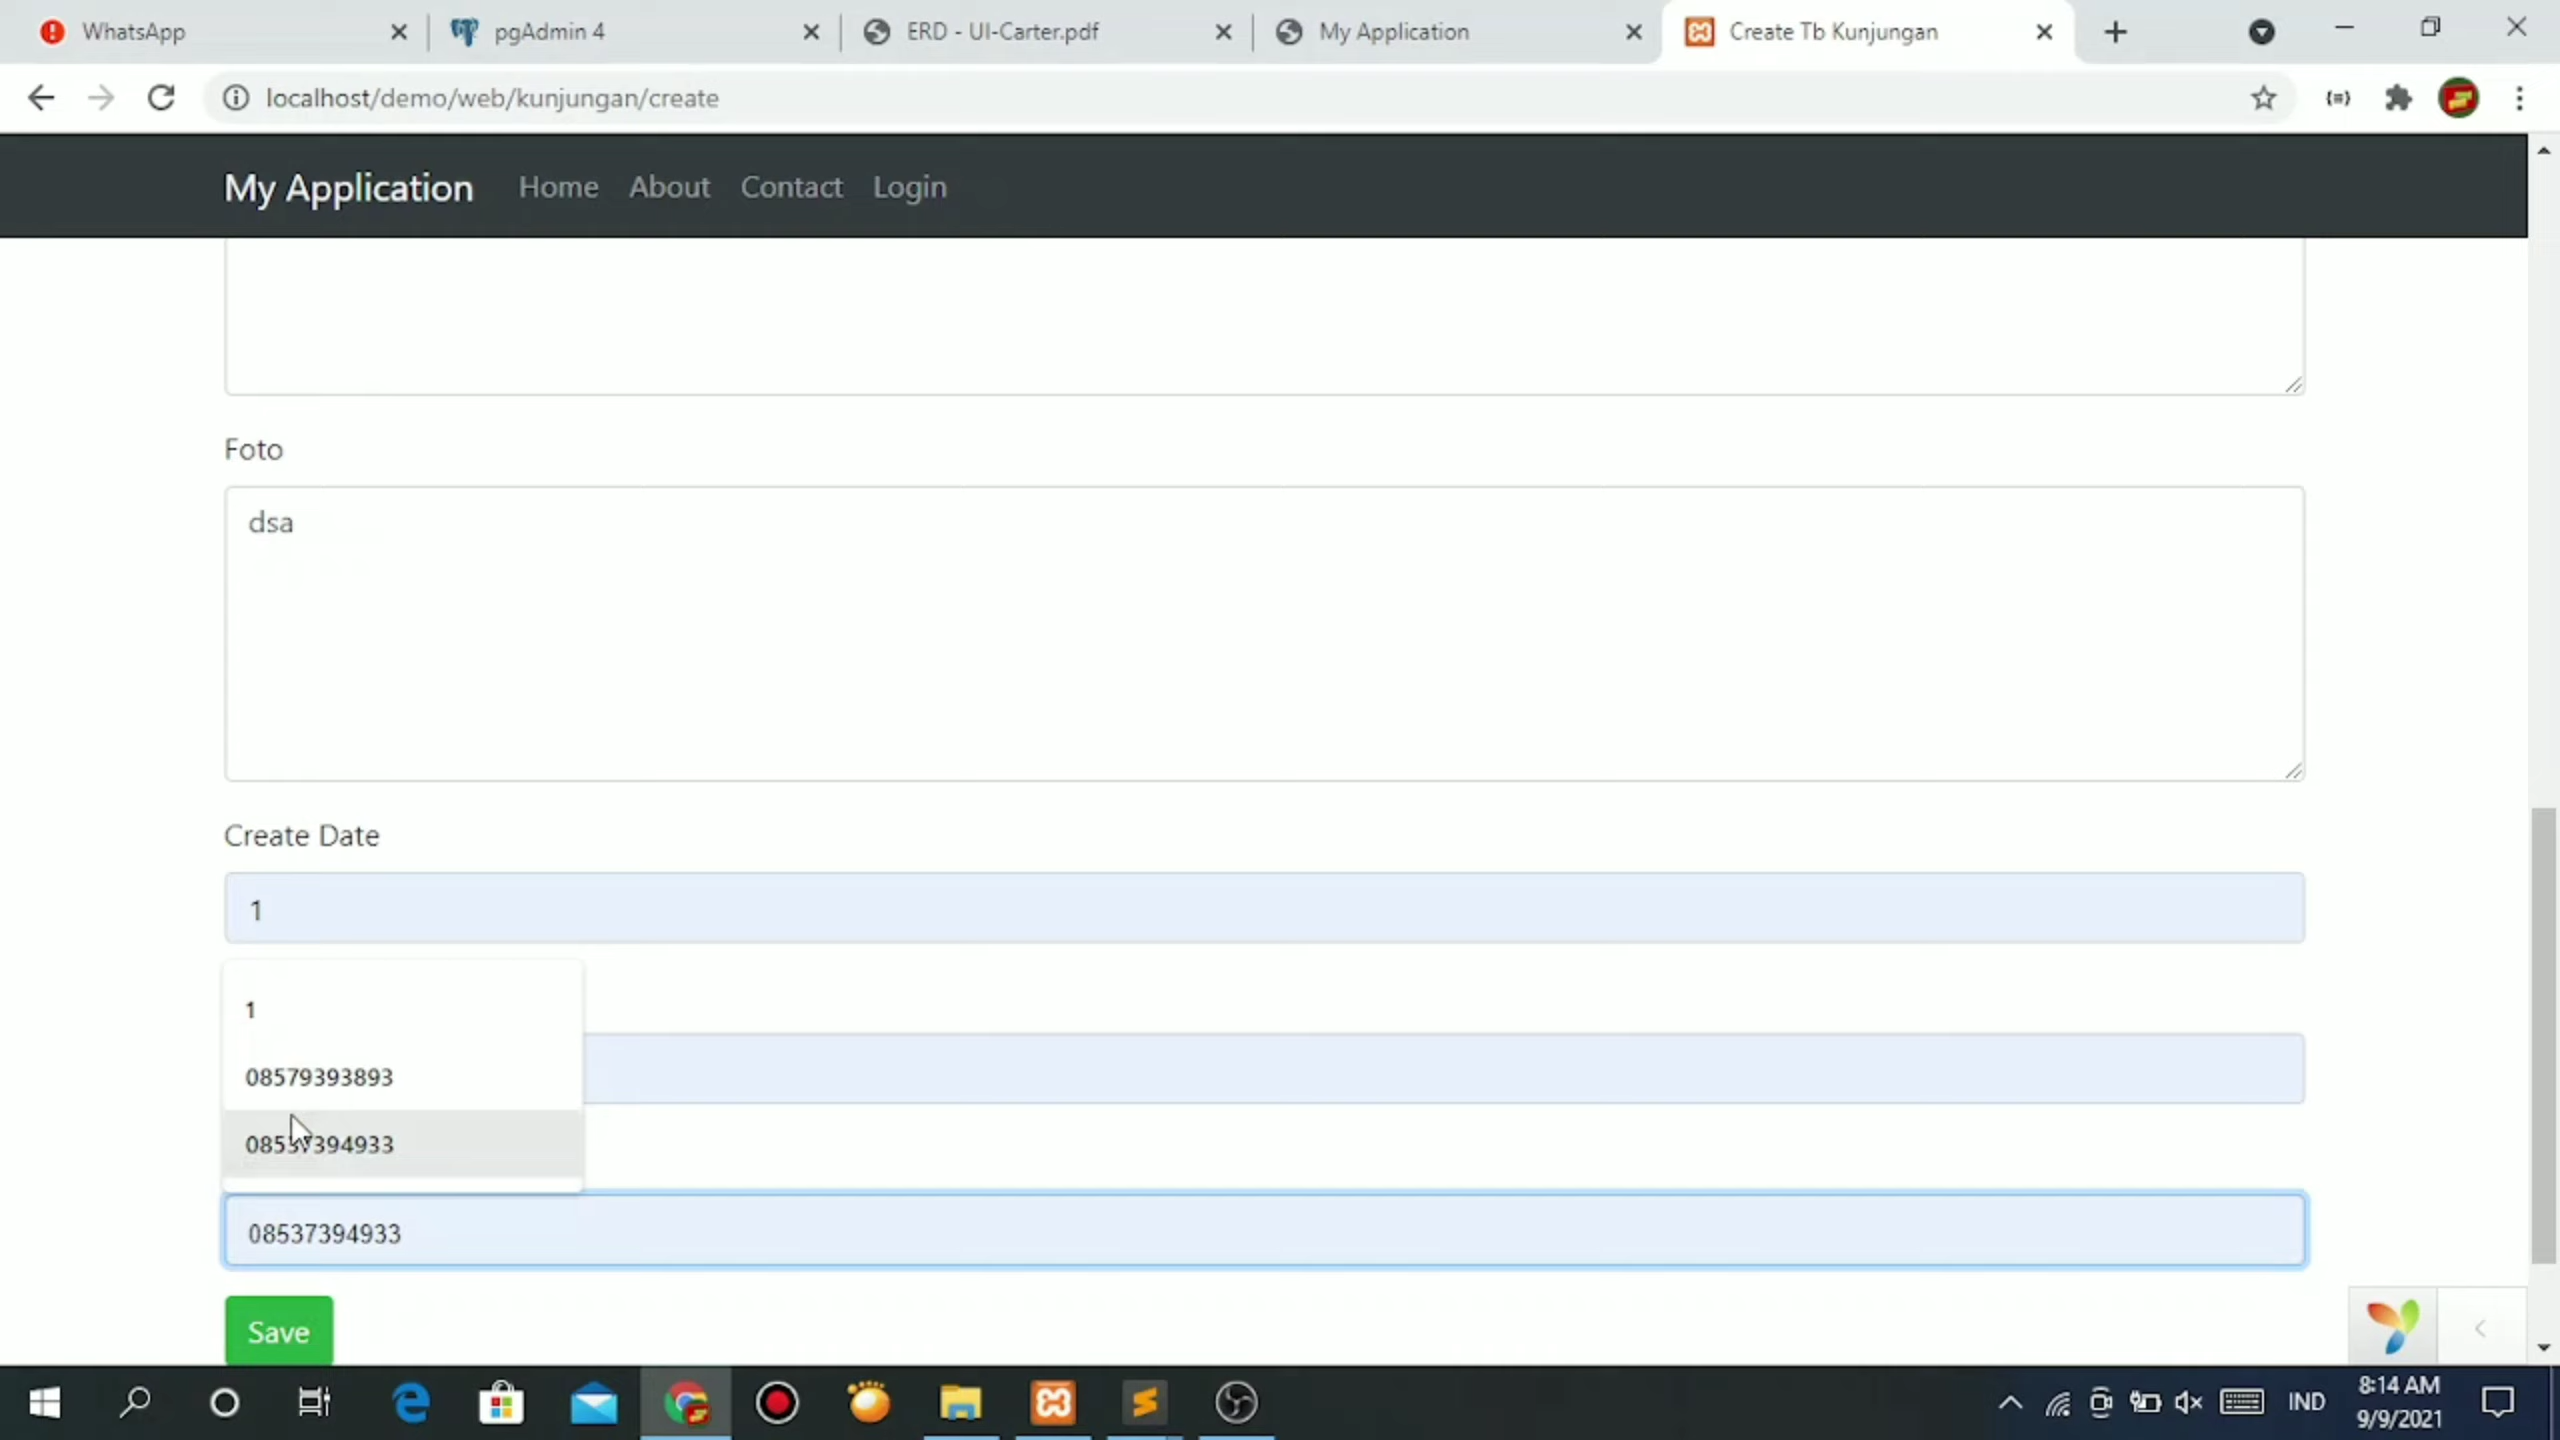 WhatsApp
pgAdmin 4
ERD - UI-Carter.pdf
My Application
Create Tb Kunjungan
localhost/demo/web/kunjungan/create
My Application
Home
About
Contact
Login
Foto
dsa
Create Date
1
1
08579393893
08537394933
08537394933
Save
IND
8:14 AM
9/9/2021